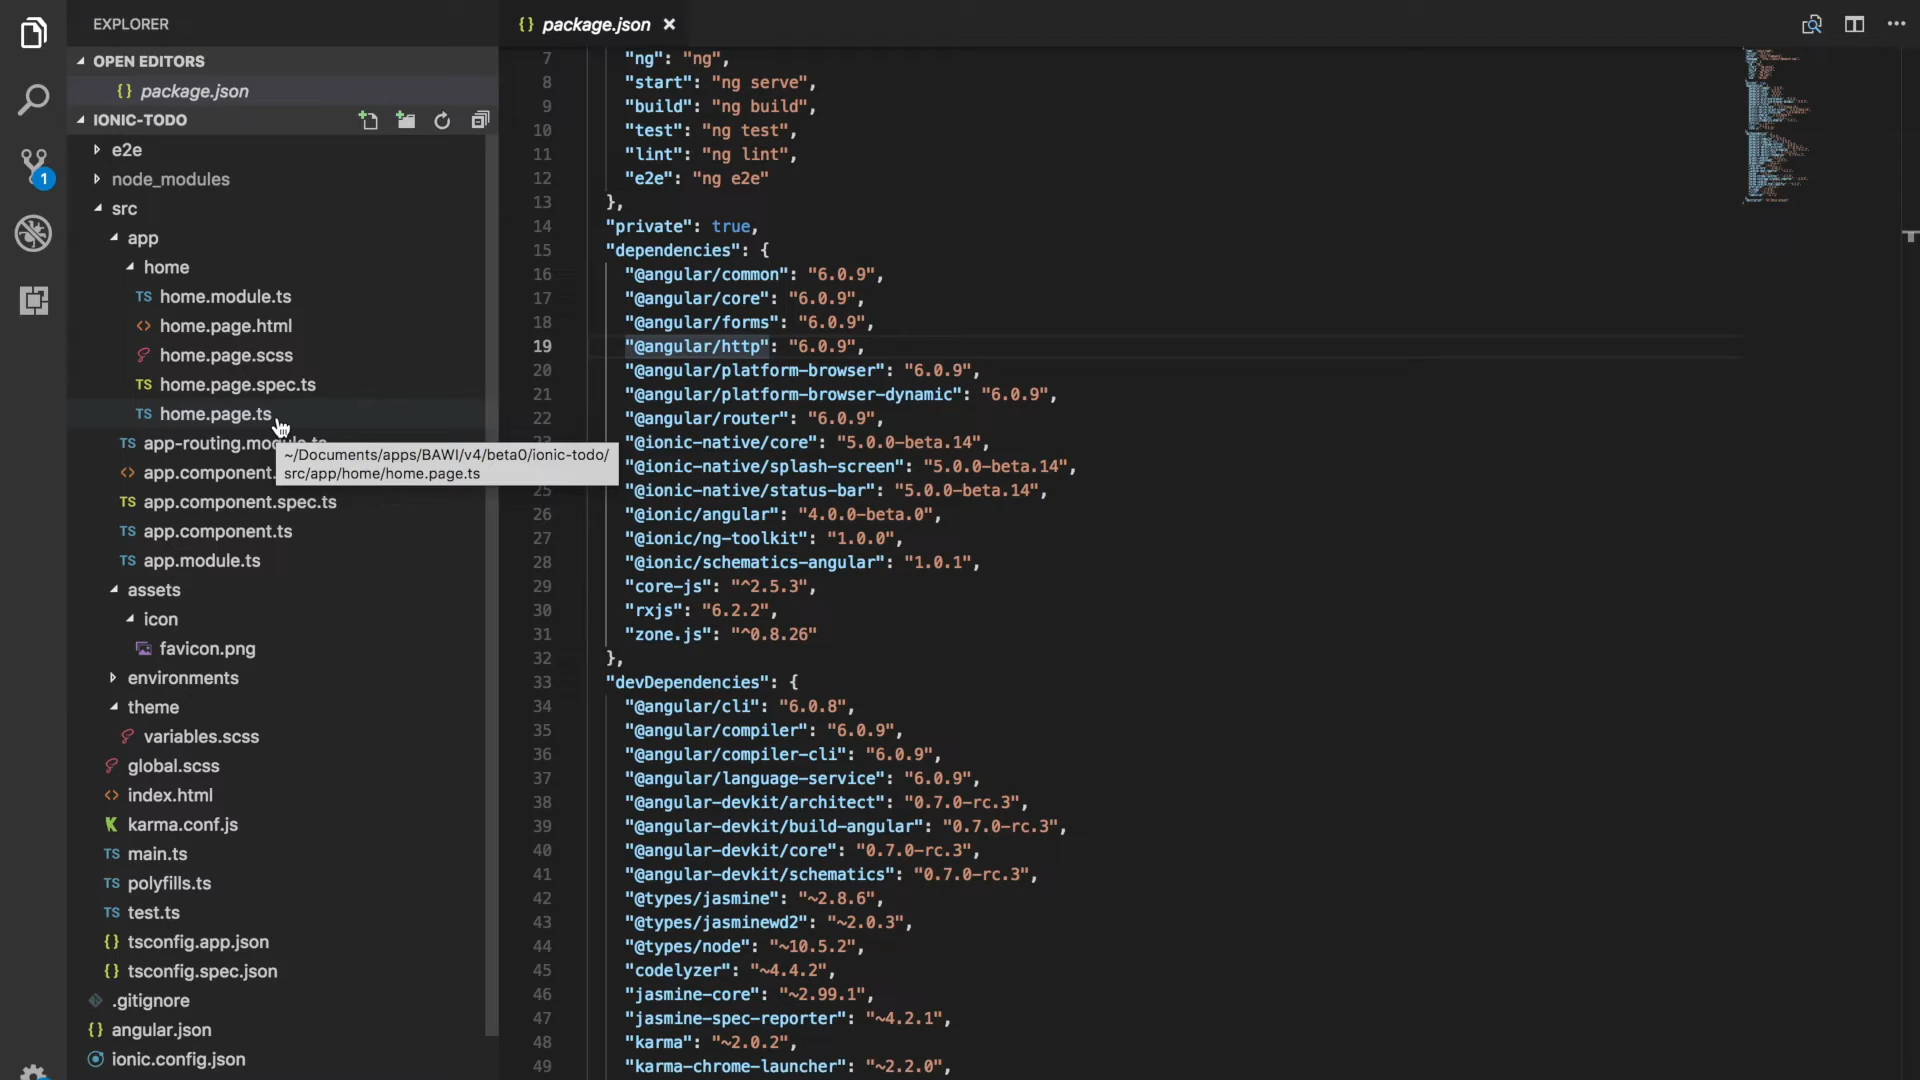 EXPLORER
OPEN EDITORS
{} package.json
IONIC-TODO
e2e
node_modules
src
app
home
TS home.module.ts
<> home.page.html
home.page.scss
TS home.page.spec.ts
TS home.page.ts
TS app-routing.module.ts
<> app.component.
TS app.component.spec.ts
TS app.component.ts
TS app.module.ts
assets
icon
favicon.png
environments
theme
variables.scss
global.scss
<> index.html
K karma.conf.js
TS main.ts
TS polyfills.ts
TS test.ts
{} tsconfig.app.json
{} tsconfig.spec.json
.gitignore
{} angular.json
ionic.config.json
1
~/Documents/apps/BAWI/v4/beta0/ionic-todo/
src/app/home/home.page.ts
{} package.json ×
7 "ng": "ng",
8 "start": "ng serve",
9 "build": "ng build",
10 "test": "ng test",
11 "lint": "ng lint",
12 "e2e": "ng e2e"
13 },
14 "private": true,
15 "dependencies": {
16 "@angular/common": "6.0.9",
17 "@angular/core": "6.0.9",
18 "@angular/forms": "6.0.9",
19 "@angular/http": "6.0.9",
20 "@angular/platform-browser": "6.0.9",
21 "@angular/platform-browser-dynamic": "6.0.9",
22 "@angular/router": "6.0.9",
23 "@ionic-native/core": "5.0.0-beta.14",
"@ionic-native/splash-screen": "5.0.0-beta.14",
25 "@ionic-native/status-bar": "5.0.0-beta.14",
26 "@ionic/angular": "4.0.0-beta.0",
27 "@ionic/ng-toolkit": "1.0.0",
28 "@ionic/schematics-angular": "1.0.1",
29 "core-js": "^2.5.3",
30 "rxjs": "6.2.2",
31 "zone.js": "^0.8.26"
32 },
33 "devDependencies": {
34 "@angular/cli": "6.0.8",
35 "@angular/compiler": "6.0.9",
36 "@angular/compiler-cli": "6.0.9",
37 "@angular/language-service": "6.0.9",
38 "@angular-devkit/architect": "0.7.0-rc.3",
39 "@angular-devkit/build-angular": "0.7.0-rc.3",
40 "@angular-devkit/core": "0.7.0-rc.3",
41 "@angular-devkit/schematics": "0.7.0-rc.3",
42 "@types/jasmine": "~2.8.6",
43 "@types/jasminewd2": "~2.0.3",
44 "@types/node": "~10.5.2",
45 "codelyzer": "~4.4.2",
46 "jasmine-core": "~2.99.1",
47 "jasmine-spec-reporter": "~4.2.1",
48 "karma": "~2.0.2",
49 "karma-chrome-launcher": "~2.2.0",